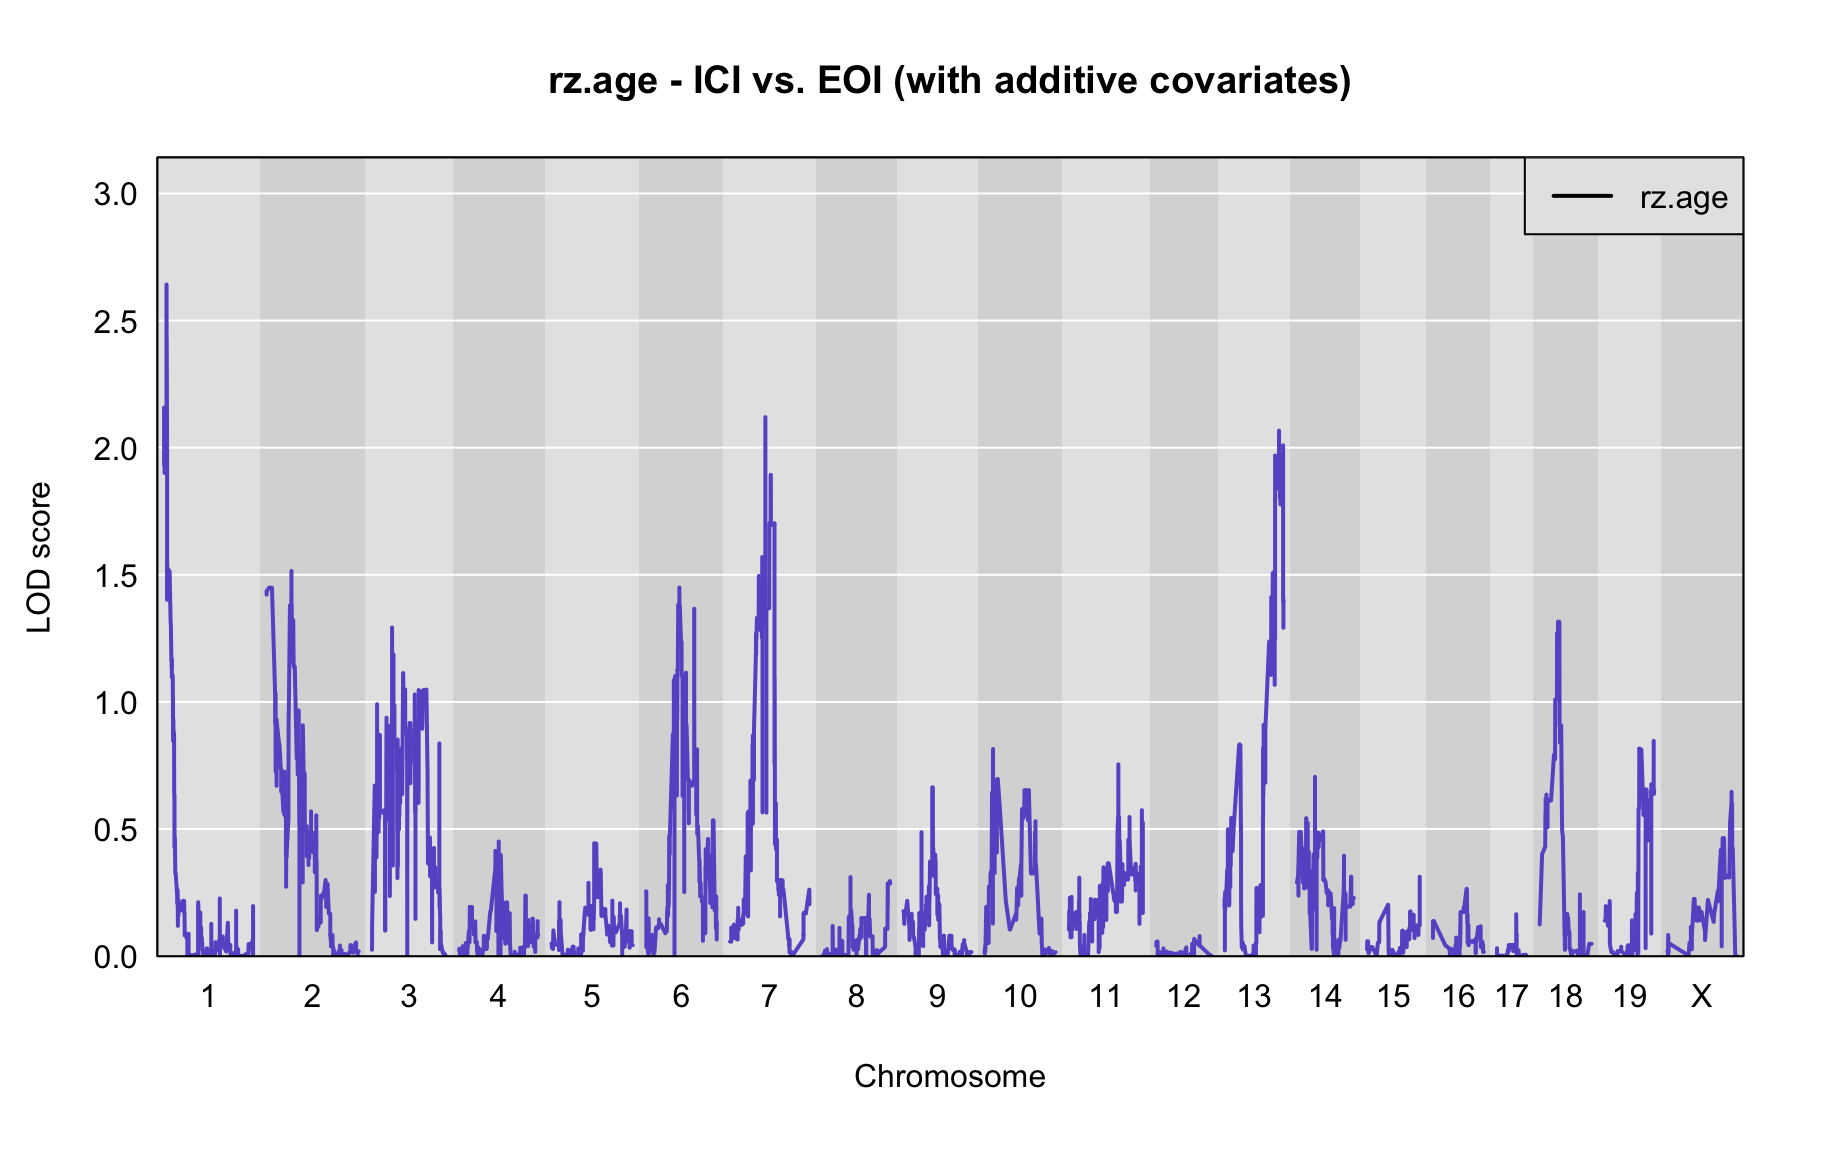 rz.age - ICI vs. EOI (with additive covariates)
rz.age
3.0
2.5
2.0
1.5
1.0
0.5
0.0
LOD score
1 2 3 4 5 6 7 8 9 10 11 12 13 14 15 16 17 18 19 X
Chromosome